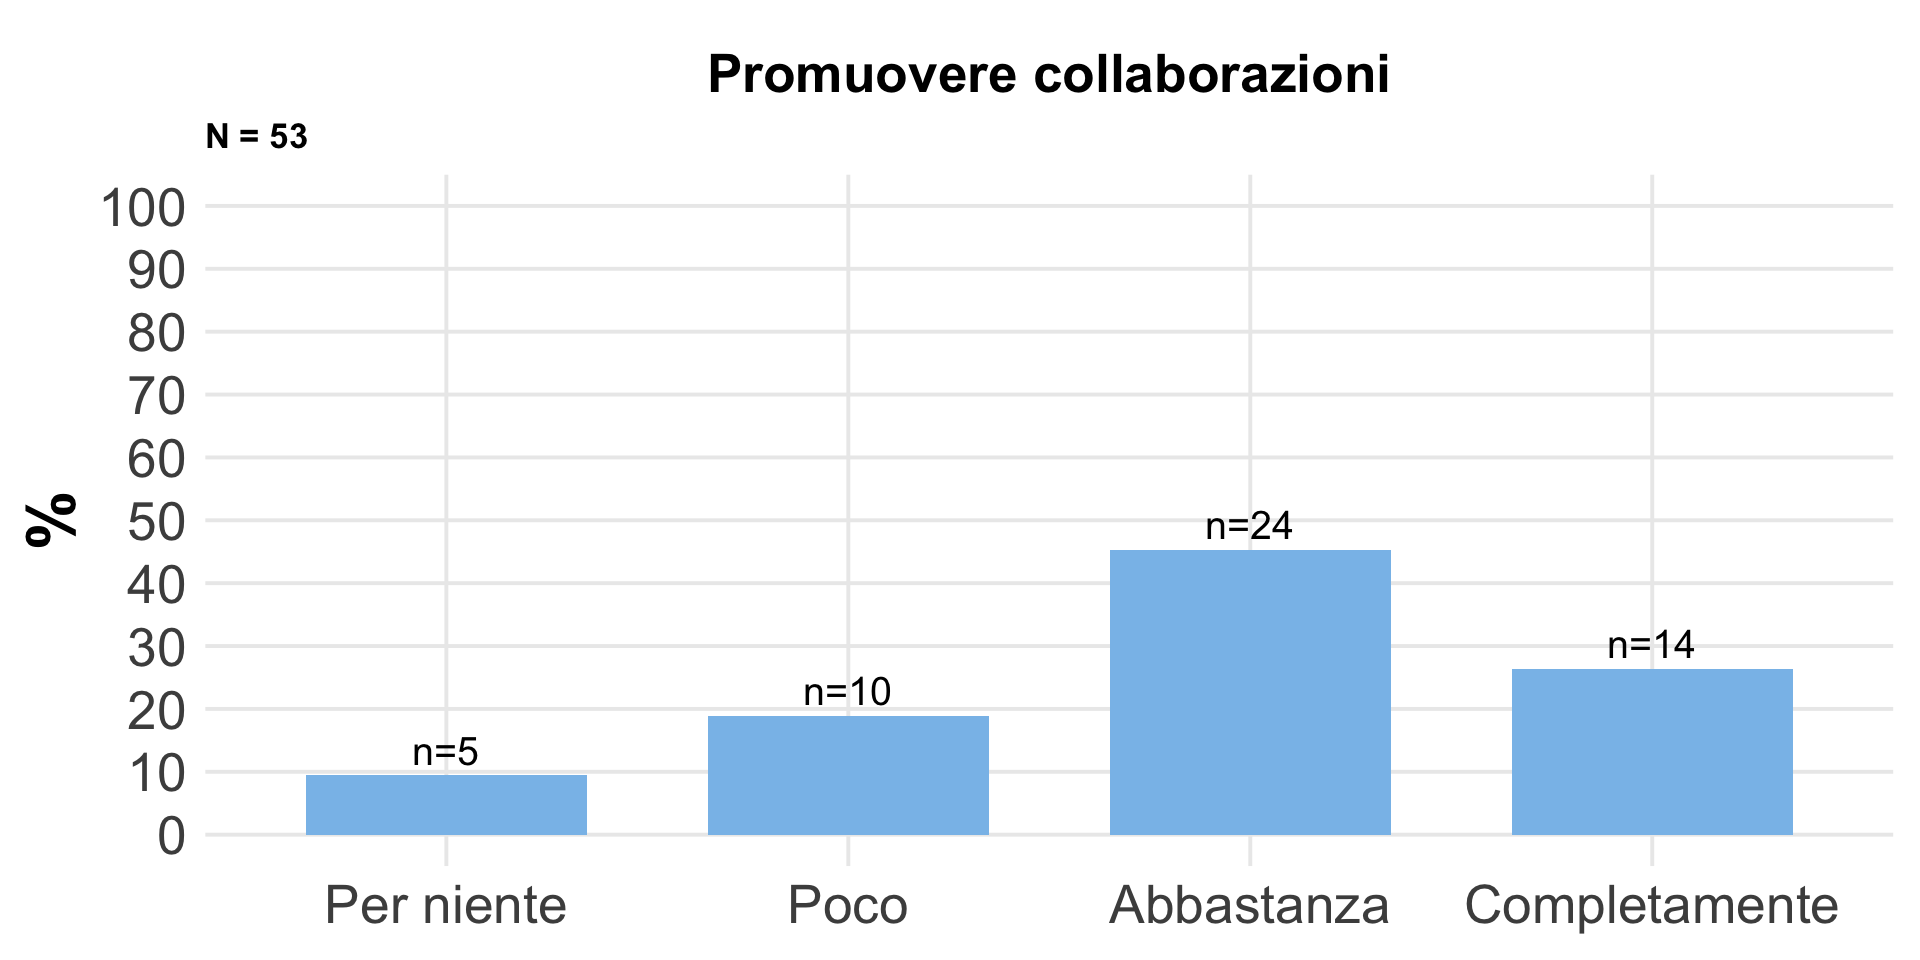 Promuovere collaborazioni
N = 53
100
90
80
70
60
50
40
30
20
10
0
%
n=5
n=10
n=24
n=14
Per niente
Poco
Abbastanza
Completamente